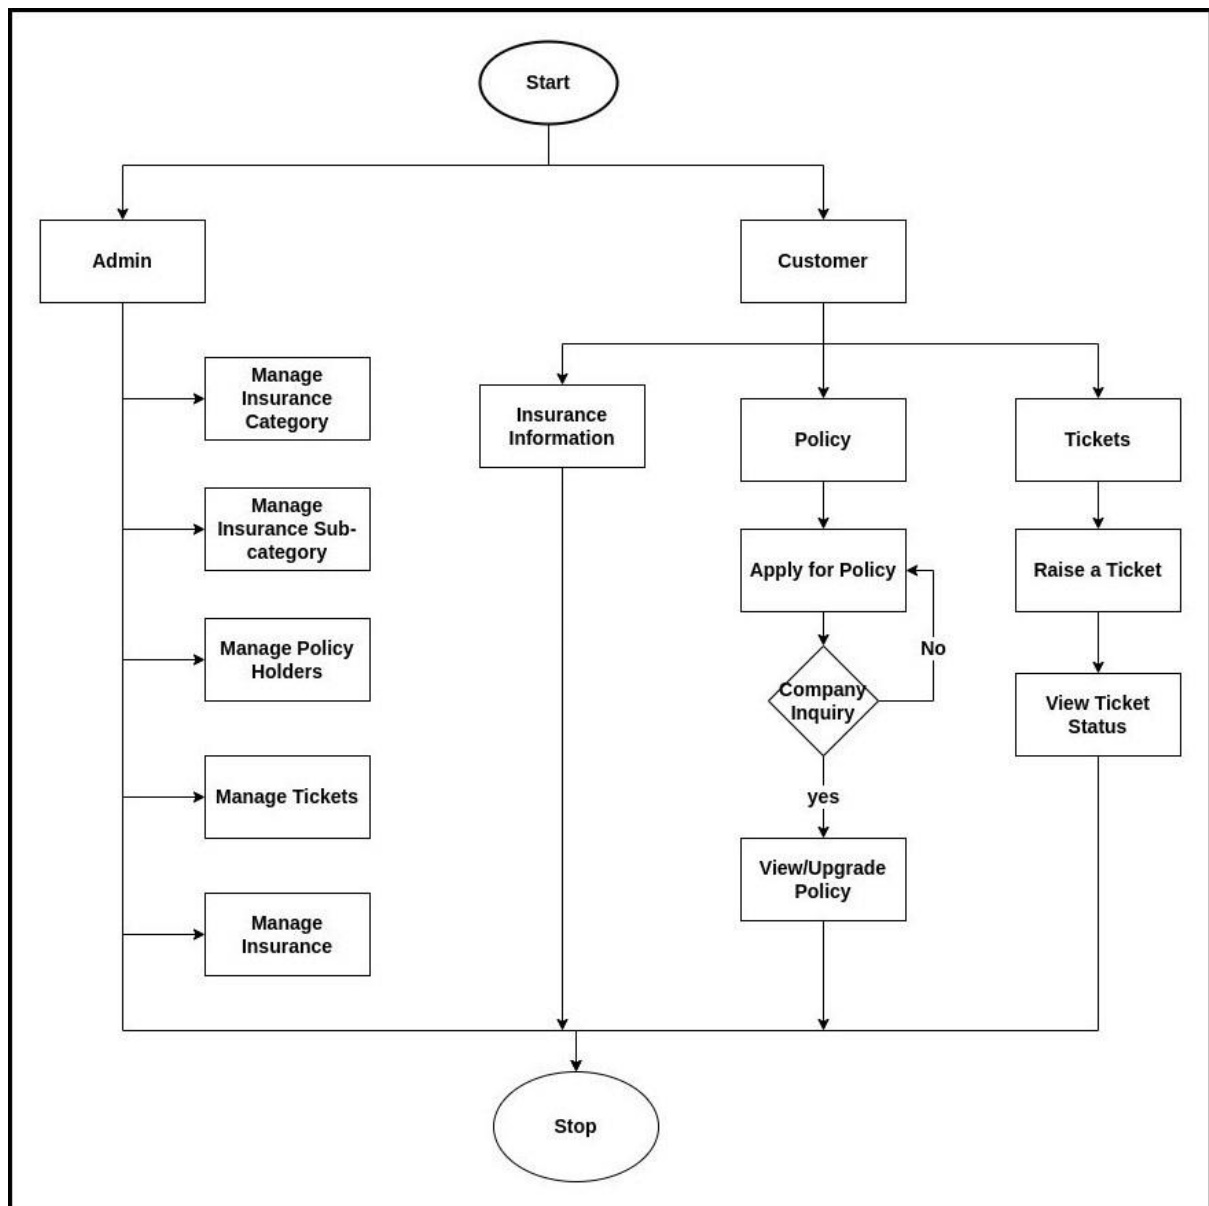 Start
Admin
Customer
Manage
Insurance
Category
Insurance
Information
Policy
Tickets
Manage
Insurance Sub-
category
Apply for Policy
Raise a Ticket
Manage Policy
Holders
No
Company
Inquiry
View Ticket
Status
Manage Tickets
yes
View/Upgrade
Policy
Manage
Insurance
Stop